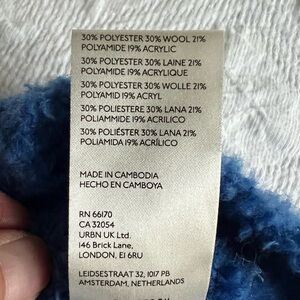 30% POLYESTER 30% WOOL 21%
POLYAMIDE 19% ACRYLIC
30% POLYESTER 30% LAINE 21%
POLYAMIDE 19% ACRYLIQUE
30% POLYESTER 30% WOLLE 21%
POLYAMID 19% ACRYL
30% POLIESTERE 30% LANA 21%
POLIAMMIDE 19% ACRILICO
30% POLIÉSTER 30% LANA 21%
POLIAMIDA 19% ACRÍLICO
MADE IN CAMBODIA
HECHO EN CAMBOYA
RN 66170
CA 32054
URBN UK Ltd.
146 Brick Lane,
LONDON, E1 6RU
LEIDSESTRAAT 32, 1017 PB
AMSTERDAM, NETHERLANDS